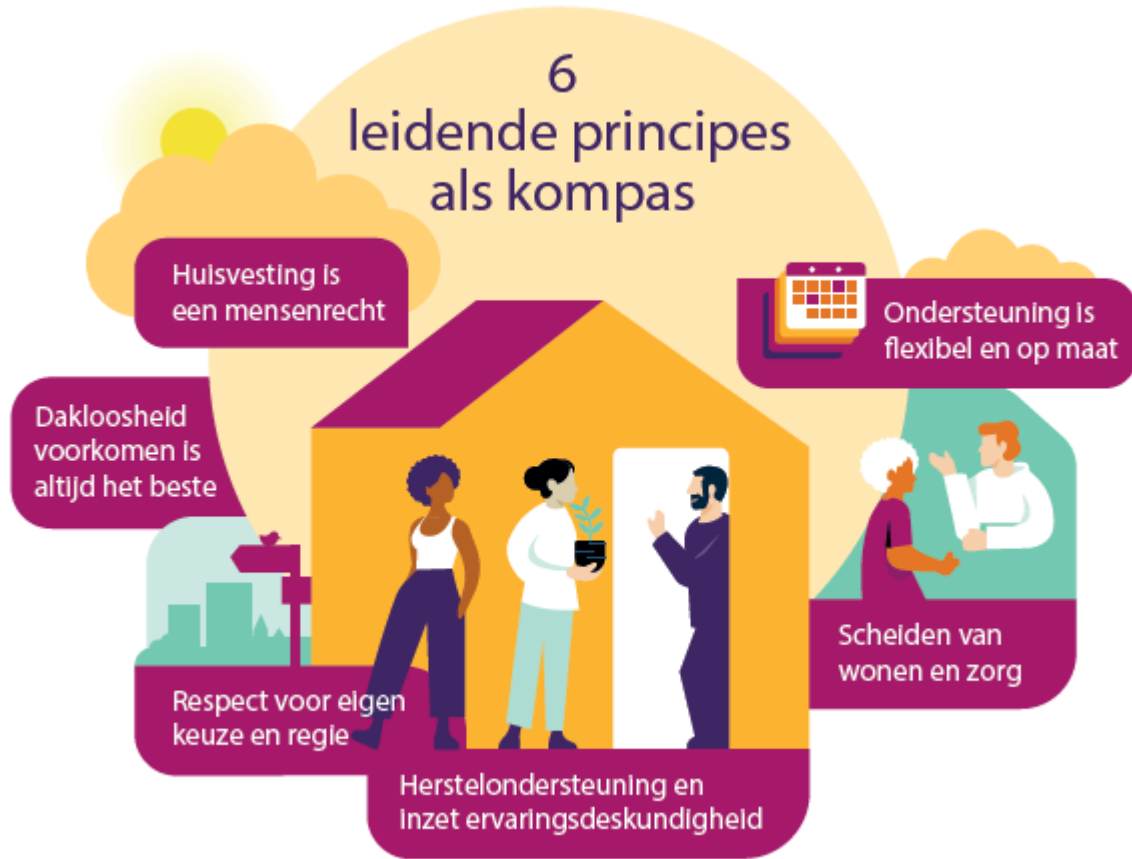 6
leidende principes
als kompas
Huisvesting is
een mensenrecht
Ondersteuning is
flexibel en op maat
Dakloosheid
voorkomen is
altijd het beste
Scheiden van
wonen en zorg
Respect voor eigen
keuze en regie
Herstelondersteuning en
inzet ervaringsdeskundigheid